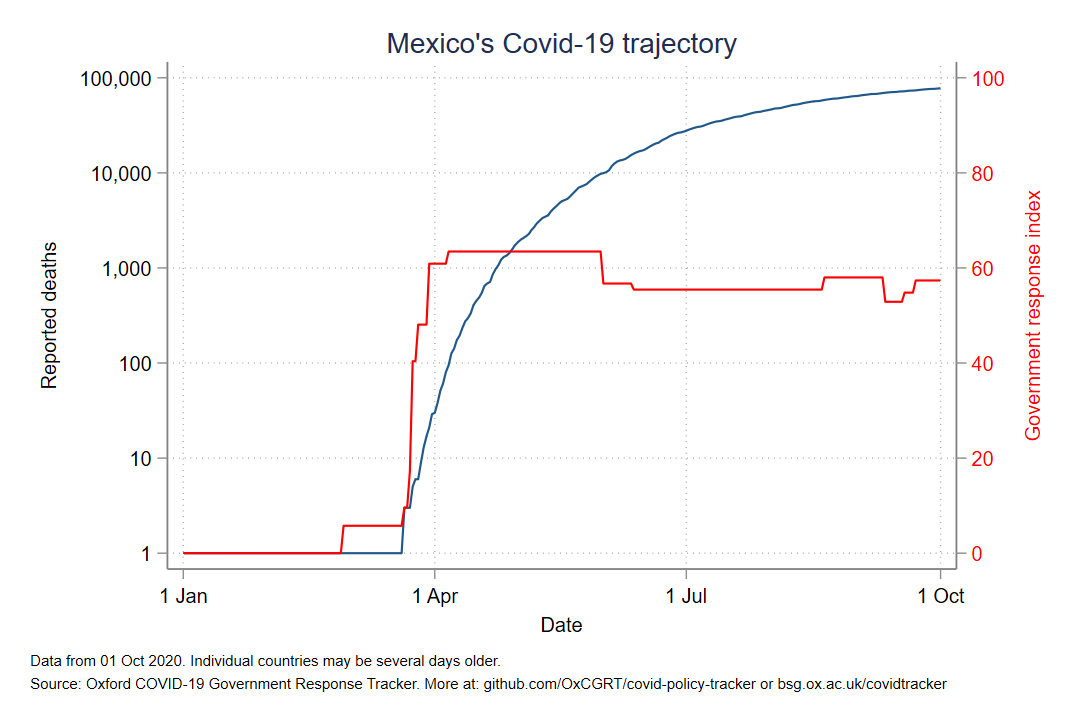 Mexico's Covid-19 trajectory
100,000
10,000
1,000
100
10
1
Reported deaths
100
80
60
40
20
0
Government response index
1 Jan
1 Apr
1 Jul
1 Oct
Date
Data from 01 Oct 2020. Individual countries may be several days older.
Source: Oxford COVID-19 Government Response Tracker. More at: github.com/OxCGRT/covid-policy-tracker or bsg.ox.ac.uk/covidtracker